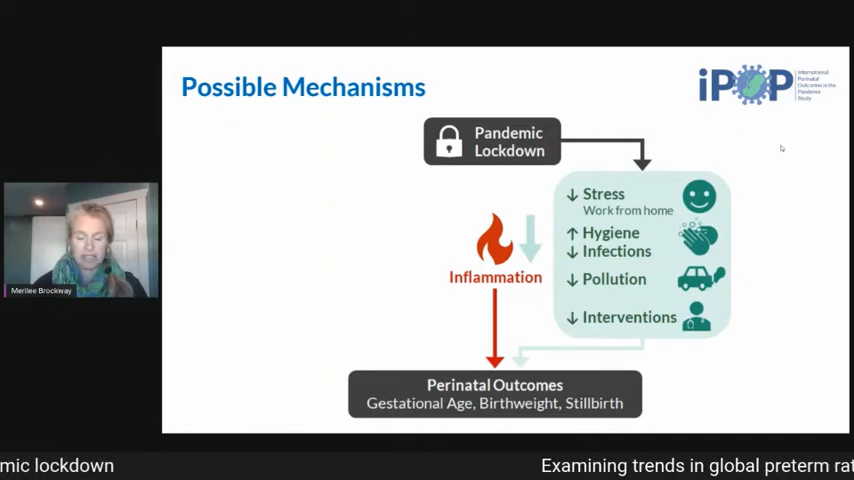 Possible Mechanisms
iPOP
International
Perinatal
Outcomes in the
Pandemic
Study
Pandemic
Lockdown
↓ Stress
Work from home
↑ Hygiene
↓ Infections
↓ Pollution
↓ Interventions
Inflammation
Perinatal Outcomes
Gestational Age, Birthweight, Stillbirth
Merilee Brockway
mic lockdown
Examining trends in global preterm rat